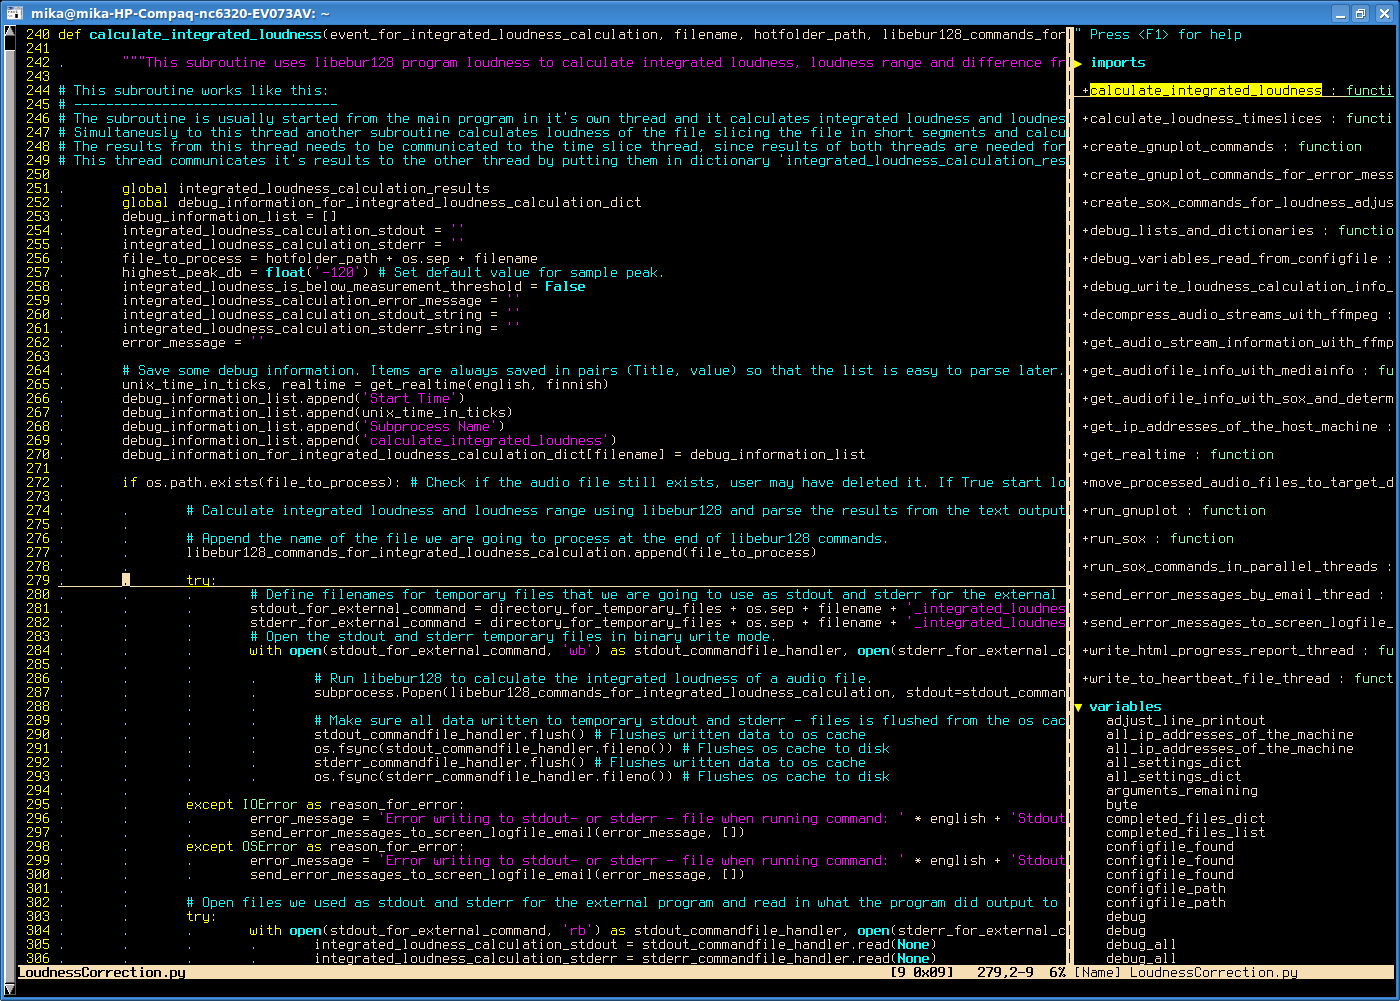 mika@mika-HP-Compaq-nc6320-EV073AV: ~
240 def calculate_integrated_loudness(event_for_integrated_loudness_calculation, filename, hotfolder_path, libebur128_commands_for
241
242 .       """This subroutine uses libebur128 program loudness to calculate integrated loudness, loudness range and difference fr
243
244 # This subroutine works like this:
245 # ---------------------------------
246 # The subroutine is usually started from the main program in it's own thread and it calculates integrated loudness and loudnes
247 # Simultaneusly to this thread another subroutine calculates loudness of the file slicing the file in short segments and calcu
248 # The results from this thread needs to be communicated to the time slice thread, since results of both threads are needed for
249 # This thread communicates it's results to the other thread by putting them in dictionary 'integrated_loudness_calculation_res
250
251 .       global integrated_loudness_calculation_results
252 .       global debug_information_for_integrated_loudness_calculation_dict
253 .       debug_information_list = []
254 .       integrated_loudness_calculation_stdout = ''
255 .       integrated_loudness_calculation_stderr = ''
256 .       file_to_process = hotfolder_path + os.sep + filename
257 .       highest_peak_db = float('-120') # Set default value for sample peak.
258 .       integrated_loudness_is_below_measurement_threshold = False
259 .       integrated_loudness_calculation_error_message = ''
260 .       integrated_loudness_calculation_stdout_string = ''
261 .       integrated_loudness_calculation_stderr_string = ''
262 .       error_message = ''
263
264 .       # Save some debug information. Items are always saved in pairs (Title, value) so that the list is easy to parse later.
265 .       unix_time_in_ticks, realtime = get_realtime(english, finnish)
266 .       debug_information_list.append('Start Time')
267 .       debug_information_list.append(unix_time_in_ticks)
268 .       debug_information_list.append('Subprocess Name')
269 .       debug_information_list.append('calculate_integrated_loudness')
270 .       debug_information_for_integrated_loudness_calculation_dict[filename] = debug_information_list
271
272 .       if os.path.exists(file_to_process): # Check if the audio file still exists, user may have deleted it. If True start lo
273 .       .
274 .       .       # Calculate integrated loudness and loudness range using libebur128 and parse the results from the text output
275 .       .
276 .       .       # Append the name of the file we are going to process at the end of libebur128 commands.
277 .       .       libebur128_commands_for_integrated_loudness_calculation.append(file_to_process)
278 .       .
279 .       .       try:
280 .       .       .       # Define filenames for temporary files that we are going to use as stdout and stderr for the external
281 .       .       .       stdout_for_external_command = directory_for_temporary_files + os.sep + filename + '_integrated_loudnes
282 .       .       .       stderr_for_external_command = directory_for_temporary_files + os.sep + filename + '_integrated_loudnes
283 .       .       .       # Open the stdout and stderr temporary files in binary write mode.
284 .       .       .       with open(stdout_for_external_command, 'wb') as stdout_commandfile_handler, open(stderr_for_external_c
285 .       .       .
286 .       .       .       .       # Run libebur128 to calculate the integrated loudness of a audio file.
287 .       .       .       .       subprocess.Popen(libebur128_commands_for_integrated_loudness_calculation, stdout=stdout_comman
288 .       .       .
289 .       .       .       .       # Make sure all data written to temporary stdout and stderr - files is flushed from the os cac
290 .       .       .       .       stdout_commandfile_handler.flush() # Flushes written data to os cache
291 .       .       .       .       os.fsync(stdout_commandfile_handler.fileno()) # Flushes os cache to disk
292 .       .       .       .       stderr_commandfile_handler.flush() # Flushes written data to os cache
293 .       .       .       .       os.fsync(stderr_commandfile_handler.fileno()) # Flushes os cache to disk
294 .       .       .
295 .       .       except IOError as reason_for_error:
296 .       .       .       error_message = 'Error writing to stdout- or stderr - file when running command: ' * english + 'Stdout
297 .       .       .       send_error_messages_to_screen_logfile_email(error_message, [])
298 .       .       except OSError as reason_for_error:
299 .       .       .       error_message = 'Error writing to stdout- or stderr - file when running command: ' * english + 'Stdout
300 .       .       .       send_error_messages_to_screen_logfile_email(error_message, [])
301 .       .       .
302 .       .       # Open files we used as stdout and stderr for the external program and read in what the program did output to
303 .       .       try:
304 .       .       .       with open(stdout_for_external_command, 'rb') as stdout_commandfile_handler, open(stderr_for_external_c
305 .       .       .       .       integrated_loudness_calculation_stdout = stdout_commandfile_handler.read(None)
306 .       .       .       .       integrated_loudness_calculation_stderr = stderr_commandfile_handler.read(None)
LoudnessCorrection.py [9 0x09] 279,2-9 6%
" Press <F1> for help
▶ imports
+calculate_integrated_loudness : functi
+calculate_loudness_timeslices : functi
+create_gnuplot_commands : function
+create_gnuplot_commands_for_error_mess
+create_sox_commands_for_loudness_adjus
+debug_lists_and_dictionaries : functio
+debug_variables_read_from_configfile :
+debug_write_loudness_calculation_info_
+decompress_audio_streams_with_ffmpeg :
+get_audio_stream_information_with_ffmp
+get_audiofile_info_with_mediainfo : fu
+get_audiofile_info_with_sox_and_determ
+get_ip_addresses_of_the_host_machine :
+get_realtime : function
+move_processed_audio_files_to_target_d
+run_gnuplot : function
+run_sox : function
+run_sox_commands_in_parallel_threads :
+send_error_messages_by_email_thread :
+send_error_messages_to_screen_logfile_
+write_html_progress_report_thread : fu
+write_to_heartbeat_file_thread : funct
▼ variables
adjust_line_printout
all_ip_addresses_of_the_machine
all_ip_addresses_of_the_machine
all_settings_dict
all_settings_dict
arguments_remaining
byte
completed_files_dict
completed_files_list
configfile_found
configfile_found
configfile_found
configfile_path
configfile_path
debug
debug
debug_all
debug_all
[Name] LoudnessCorrection.py